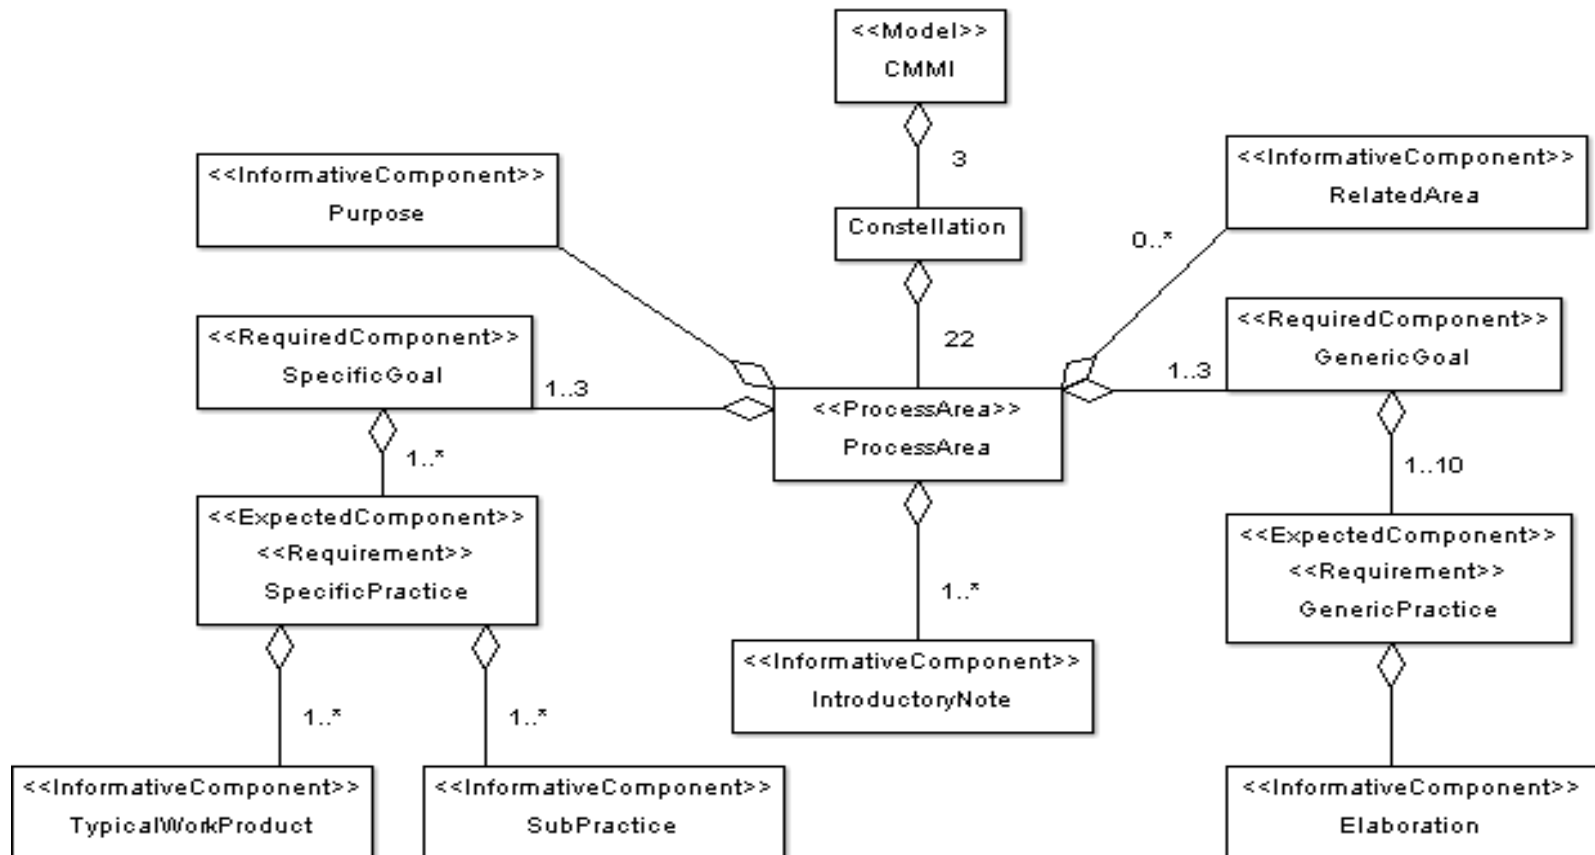 <<Model>>
CMMI
3
<<InformativeComponent>>
Purpose
<<InformativeComponent>>
RelatedArea
Constellation
0..*
22
<<RequiredComponent>>
SpecificGoal
1..3
<<RequiredComponent>>
GenericGoal
1..3
<<ProcessArea>>
ProcessArea
1..*
1..10
<<ExpectedComponent>>
<<Requirement>>
SpecificPractice
<<ExpectedComponent>>
<<Requirement>>
GenericPractice
1..*
<<InformativeComponent>>
IntroductoryNote
1..*
1..*
<<InformativeComponent>>
TypicalWorkProduct
<<InformativeComponent>>
SubPractice
<<InformativeComponent>>
Elaboration